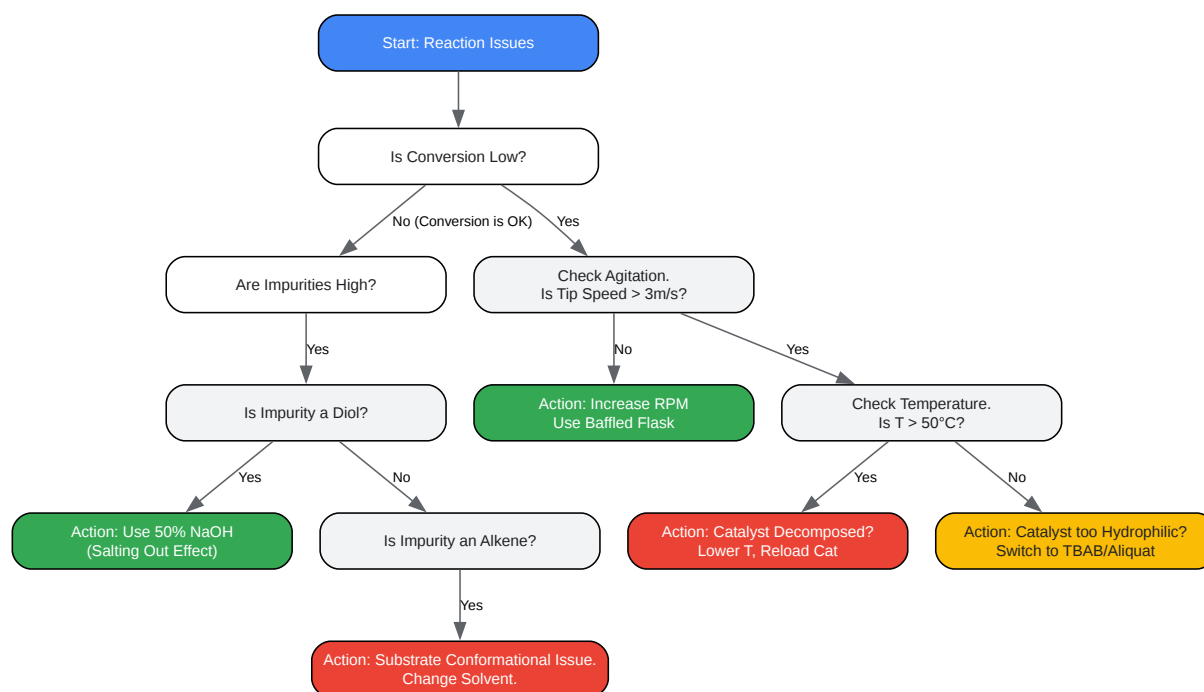 Start: Reaction Issues
Is Conversion Low?
No (Conversion is OK)
Yes
Are Impurities High?
Check Agitation.
Is Tip Speed > 3m/s?
Yes
No
Yes
Is Impurity a Diol?
Action: Increase RPM
Use Baffled Flask
Check Temperature.
Is T > 50°C?
Yes
No
Yes
No
Action: Use 50% NaOH
(Salting Out Effect)
Is Impurity an Alkene?
Action: Catalyst Decomposed?
Lower T, Reload Cat
Action: Catalyst too Hydrophilic?
Switch to TBAB/Aliquat
Yes
Action: Substrate Conformational Issue.
Change Solvent.